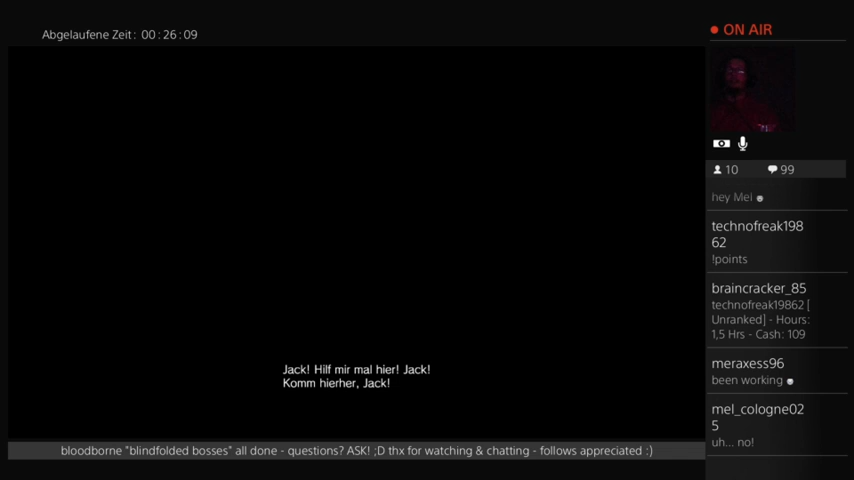 Abgelaufene Zeit: 00:26:09
ON AIR
10 99
hey Mel
technofreak198
62
!points
braincracker_85
technofreak19862 [
Unranked] - Hours:
1,5 Hrs - Cash: 109
meraxess96
been working
mel_cologne02
5
uh... no!
Jack! Hilf mir mal hier! Jack!
Komm hierher, Jack!
bloodborne "blindfolded bosses" all done - questions? ASK! ;D thx for watching & chatting - follows appreciated :)